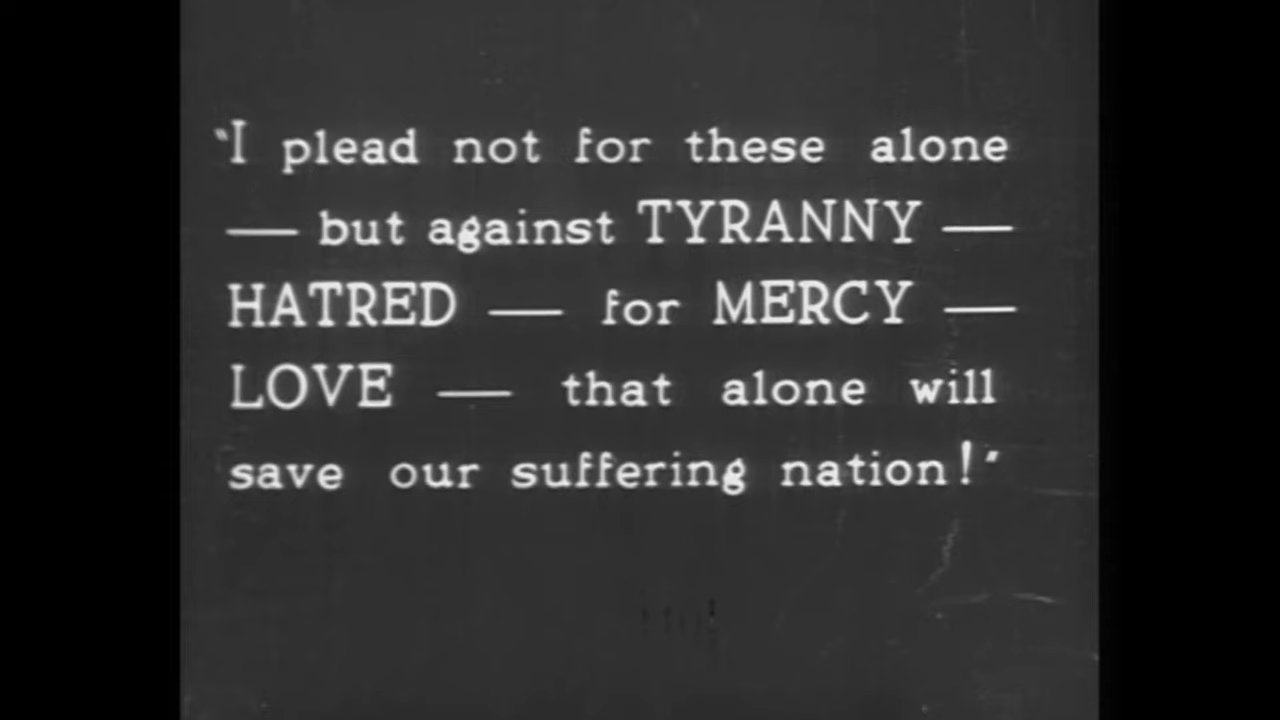 "I plead not for these alone
— but against TYRANNY —
HATRED — for MERCY —
LOVE — that alone will
save our suffering nation!"